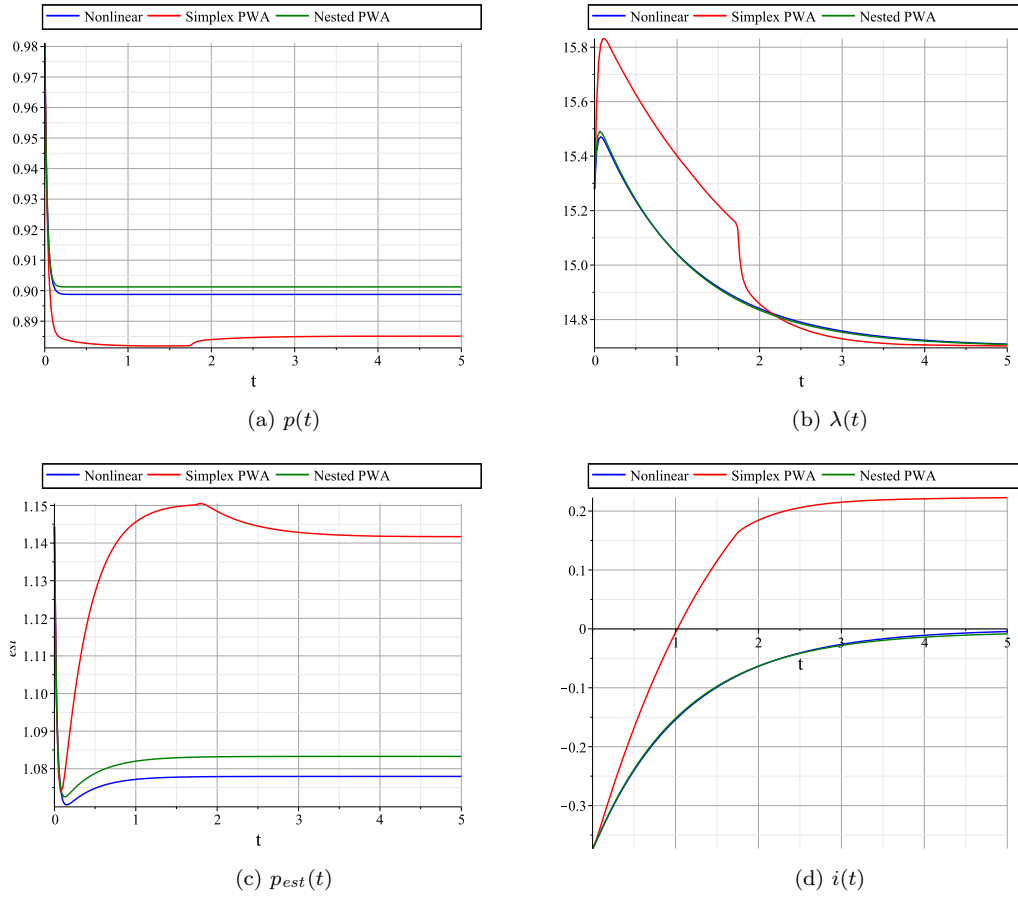 Nonlinear Simplex PWA Nested PWA
0.98
0.97
0.96
0.95
0.94
0.93
0.92
0.91
0.90
0.89
0 1 2 3 4 5
t
(a) p(t)
Nonlinear Simplex PWA Nested PWA
15.8
15.6
15.4
15.2
15.0
14.8
0 1 2 3 4 5
t
(b) λ(t)
Nonlinear Simplex PWA Nested PWA
1.15
1.14
1.13
1.12
1.11
1.10
1.09
1.08
0 1 2 3 4 5
t
(c) p_{est}(t)
Nonlinear Simplex PWA Nested PWA
0.2
0.1
0
−0.1
−0.2
−0.3
1 2 3 4 5
t
(d) i(t)